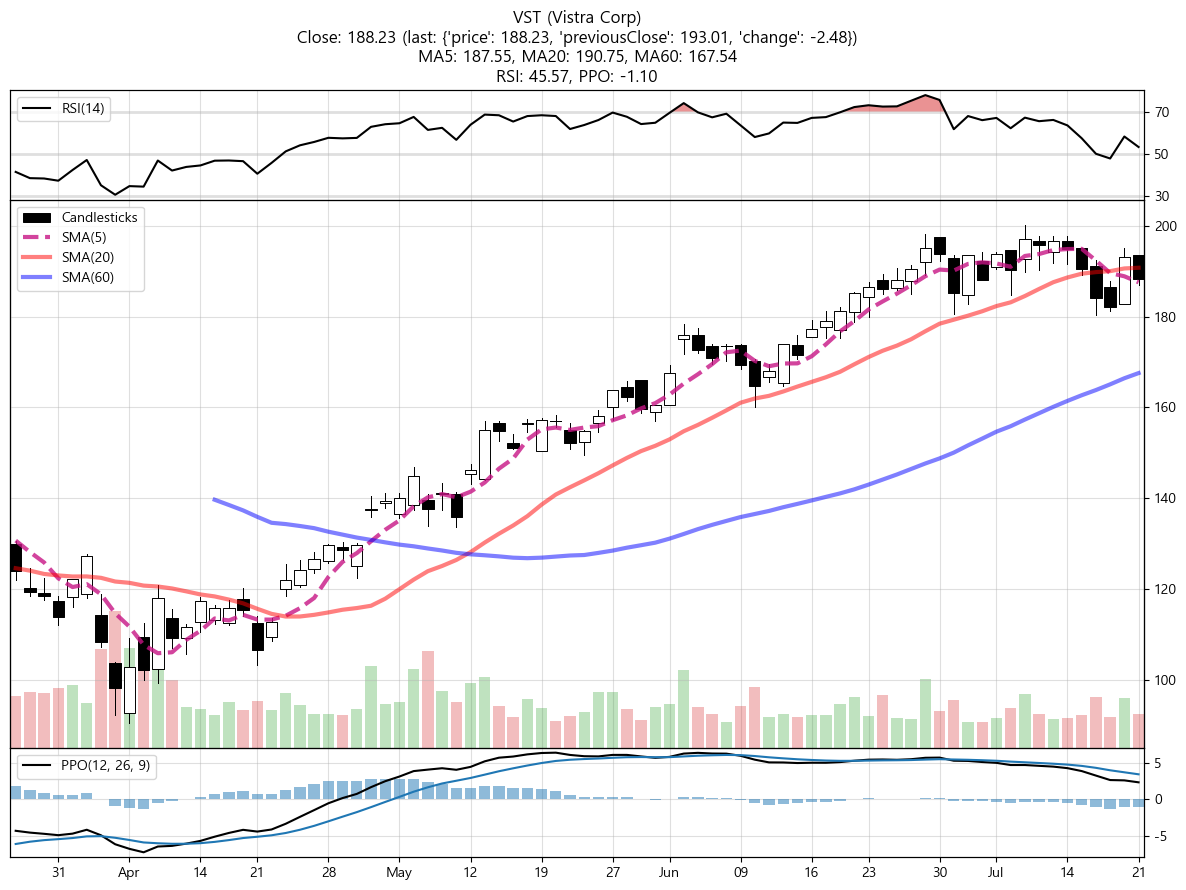 VST (Vistra Corp)
Close: 188.23 (last: {'price': 188.23, 'previousClose': 193.01, 'change': -2.48})
MA5: 187.55, MA20: 190.75, MA60: 167.54
RSI: 45.57, PPO: -1.10
RSI(14)
70
50
30
Candlesticks
SMA(5)
SMA(20)
SMA(60)
200
180
160
140
120
100
PPO(12, 26, 9)
5
0
-5
31 Apr 14 21 28 May 12 19 27 Jun 09 16 23 30 Jul 14 21